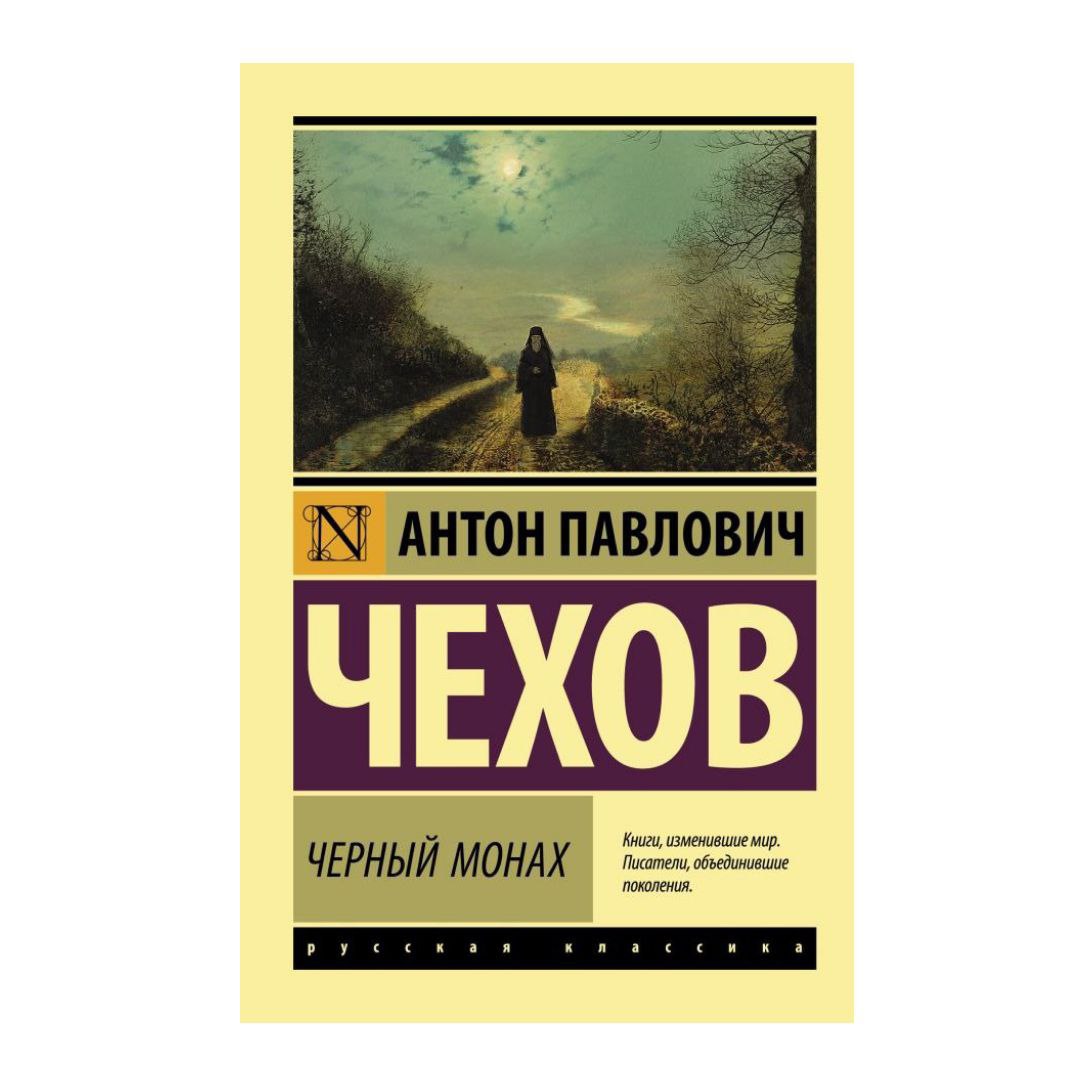 N
АНТОН ПАВЛОВИЧ
ЧЕХОВ
ЧЕРНЫЙ МОНАХ
Книги, изменившие мир.
Писатели, объединившие
поколения.
русская классика